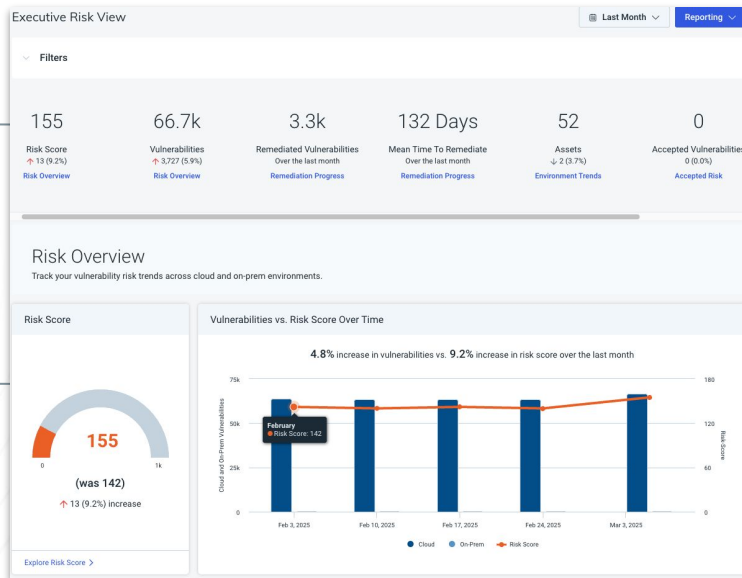 Executive Risk View
Last Month
Reporting
Filters
155
66.7k
3.3k
132 Days
52
0
Risk Score
Vulnerabilities
Remediated Vulnerabilities
Mean Time To Remediate
Assets
Accepted Vulnerabilities
↑ 13 (9.2%)
↑ 3,727 (5.9%)
Over the last month
Over the last month
↓ 2 (3.7%)
0 (0.0%)
Risk Overview
Risk Overview
Remediation Progress
Remediation Progress
Environment Trends
Accepted Risk
Risk Overview
Track your vulnerability risk trends across cloud and on-prem environments.
Risk Score
155
0
1k
(was 142)
↑ 13 (9.2%) increase
Explore Risk Score >
Vulnerabilities vs. Risk Score Over Time
4.8% increase in vulnerabilities vs. 9.2% increase in risk score over the last month
Cloud and On-Prem Vulnerabilities
75k
50k
25k
0
February
Risk Score: 142
180
120
60
0
Risk Score
Feb 3, 2025
Feb 10, 2025
Feb 17, 2025
Feb 24, 2025
Mar 3, 2025
Cloud
On-Prem
Risk Score